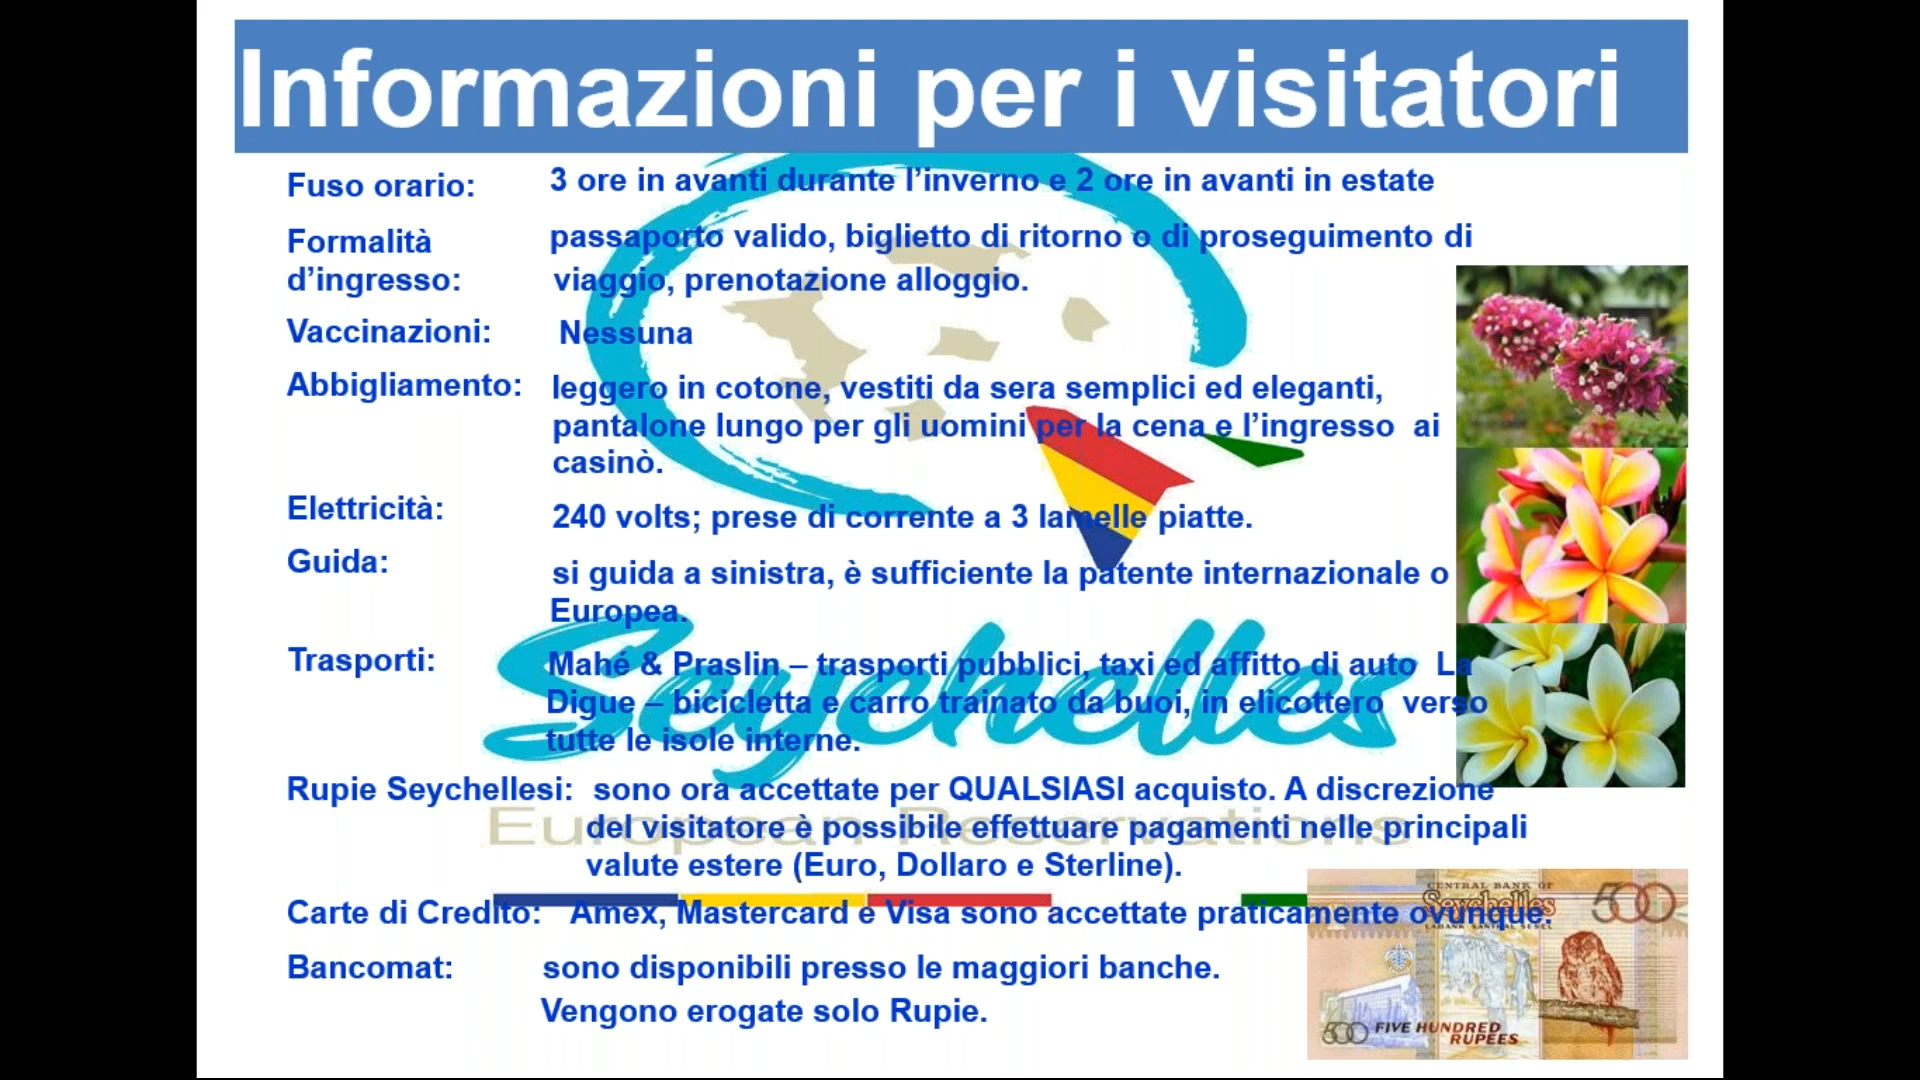 Informazioni per i visitatori
Fuso orario: 3 ore in avanti durante l’inverno e 2 ore in avanti in estate
Formalità d’ingresso: passaporto valido, biglietto di ritorno o di proseguimento di
viaggio, prenotazione alloggio.
Vaccinazioni: Nessuna
Abbigliamento: leggero in cotone, vestiti da sera semplici ed eleganti,
pantalone lungo per gli uomini per la cena e l’ingresso ai
casinò.
Elettricità: 240 volts; prese di corrente a 3 lamelle piatte.
Guida: si guida a sinistra, è sufficiente la patente internazionale o
Europea.
Trasporti: Mahé & Praslin – trasporti pubblici, taxi ed affitto di auto La
Digue – bicicletta e carro trainato da buoi, in elicottero verso
tutte le isole interne.
Rupie Seychellesi: sono ora accettate per QUALSIASI acquisto. A discrezione
del visitatore è possibile effettuare pagamenti nelle principali
valute estere (Euro, Dollaro e Sterline).
Carte di Credito: Amex, Mastercard e Visa sono accettate praticamente ovunque.
Bancomat: sono disponibili presso le maggiori banche.
Vengono erogate solo Rupie.
Seychelles
European Reservations
CENTRAL BANK OF
Seychelles
500
500
FIVE HUNDRED
RUPEES